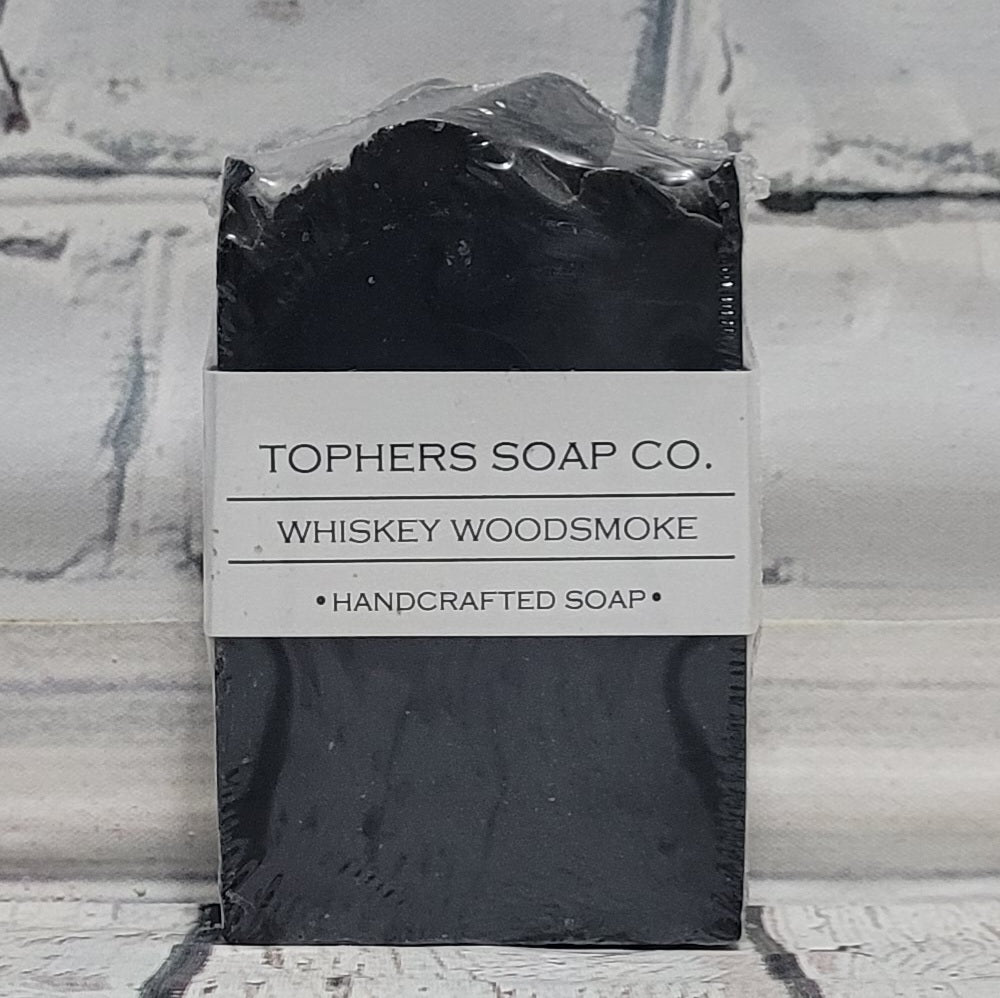 TOPHERS SOAP CO.
WHISKEY WOODSMOKE
•HANDCRAFTED SOAP•